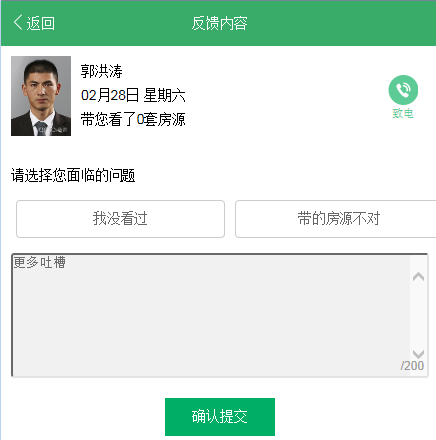 返回
反馈内容
郭洪涛
02月28日 星期六
带您看了0套房源
致电
请选择您面临的问题
我没看过
带的房源不对
更多吐槽
/200
确认提交